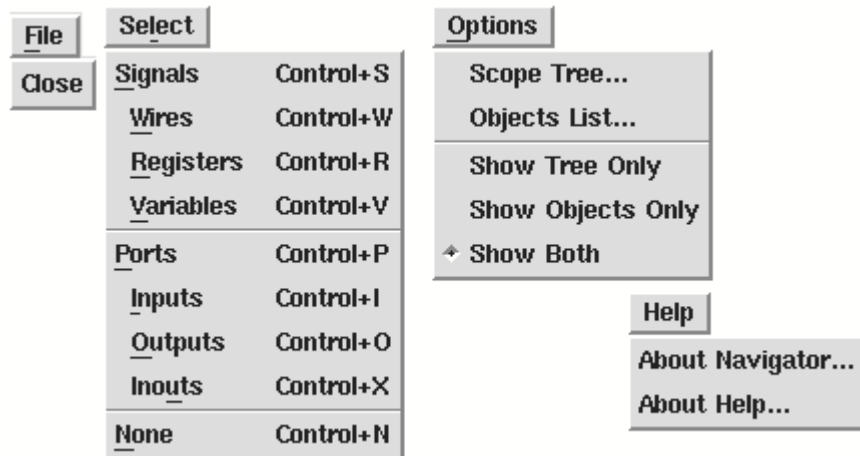 File
Close
Select
Signals Control+S
Wires Control+W
Registers Control+R
Variables Control+V
Ports Control+P
Inputs Control+I
Outputs Control+O
Inouts Control+X
None Control+N
Options
Scope Tree...
Objects List...
Show Tree Only
Show Objects Only
Show Both
Help
About Navigator...
About Help...